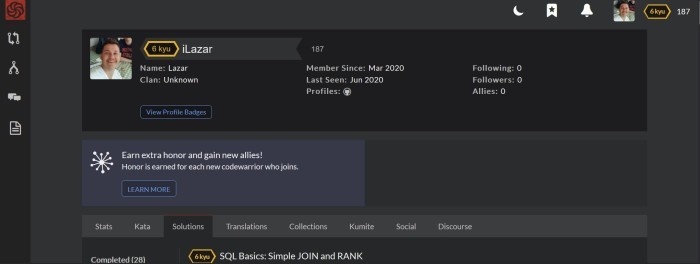 6 kyu 187
6 kyu iLazar 187
Name: Lazar
Clan: Unknown
Member Since: Mar 2020
Last Seen: Jun 2020
Profiles:
Following: 0
Followers: 0
Allies: 0
View Profile Badges
Earn extra honor and gain new allies!
Honor is earned for each new codewarrior who joins.
LEARN MORE
Stats Kata Solutions Translations Collections Kumite Social Discourse
Completed (28)
6 kyu SQL Basics: Simple JOIN and RANK